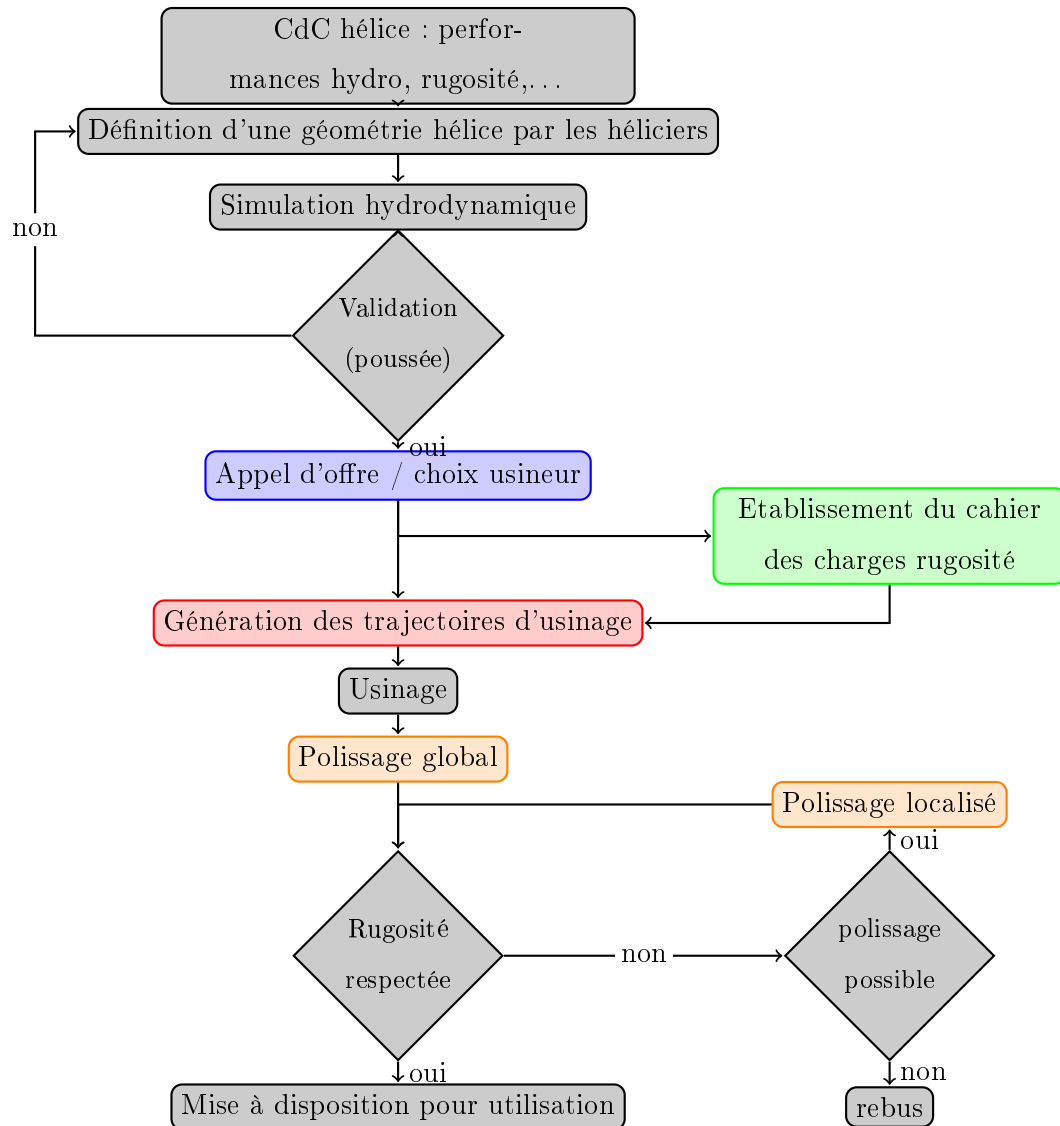 CdC hélice : perfor-
mances hydro, rugosité,...
Définition d'une géométrie hélice par les héliciers
Simulation hydrodynamique
non
Validation
(poussée)
oui
Appel d'offre / choix usineur
Etablissement du cahier
des charges rugosité
Génération des trajectoires d'usinage
Usinage
Polissage global
Polissage localisé
oui
Rugosité
respectée
non
polissage
possible
oui
non
Mise à disposition pour utilisation
rebus